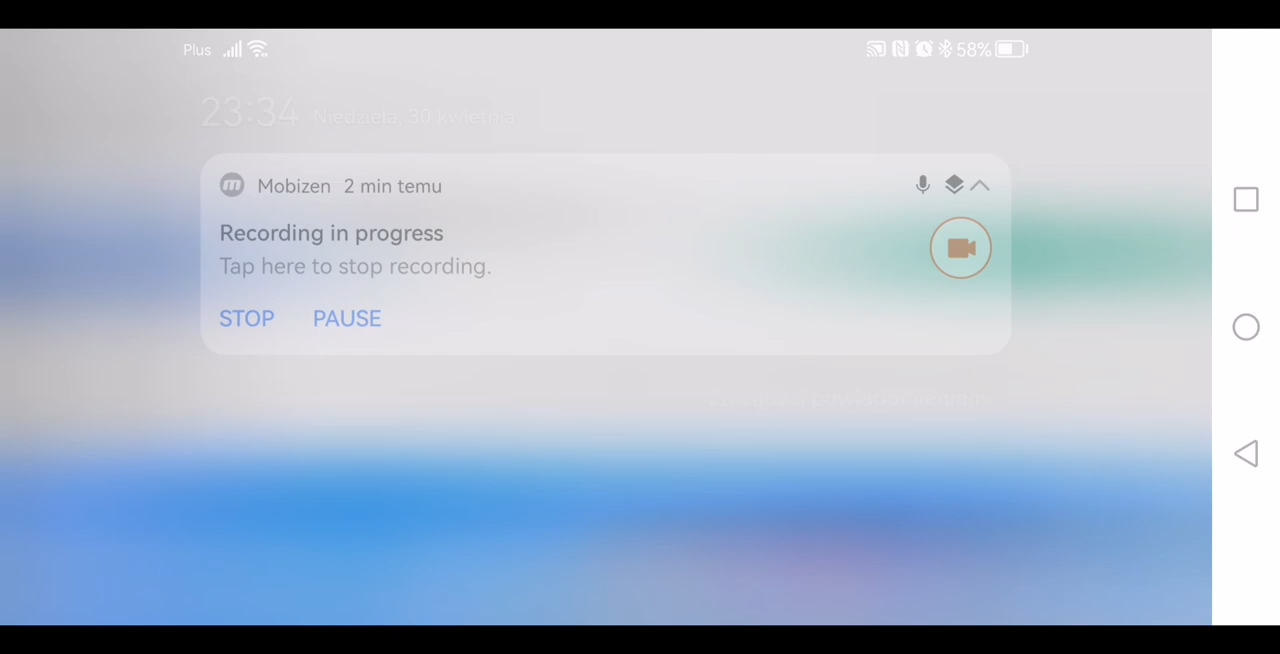 Plus 58%
23:34 Niedziela, 30 kwietnia
Mobizen 2 min temu
Recording in progress
Tap here to stop recording.
STOP PAUSE